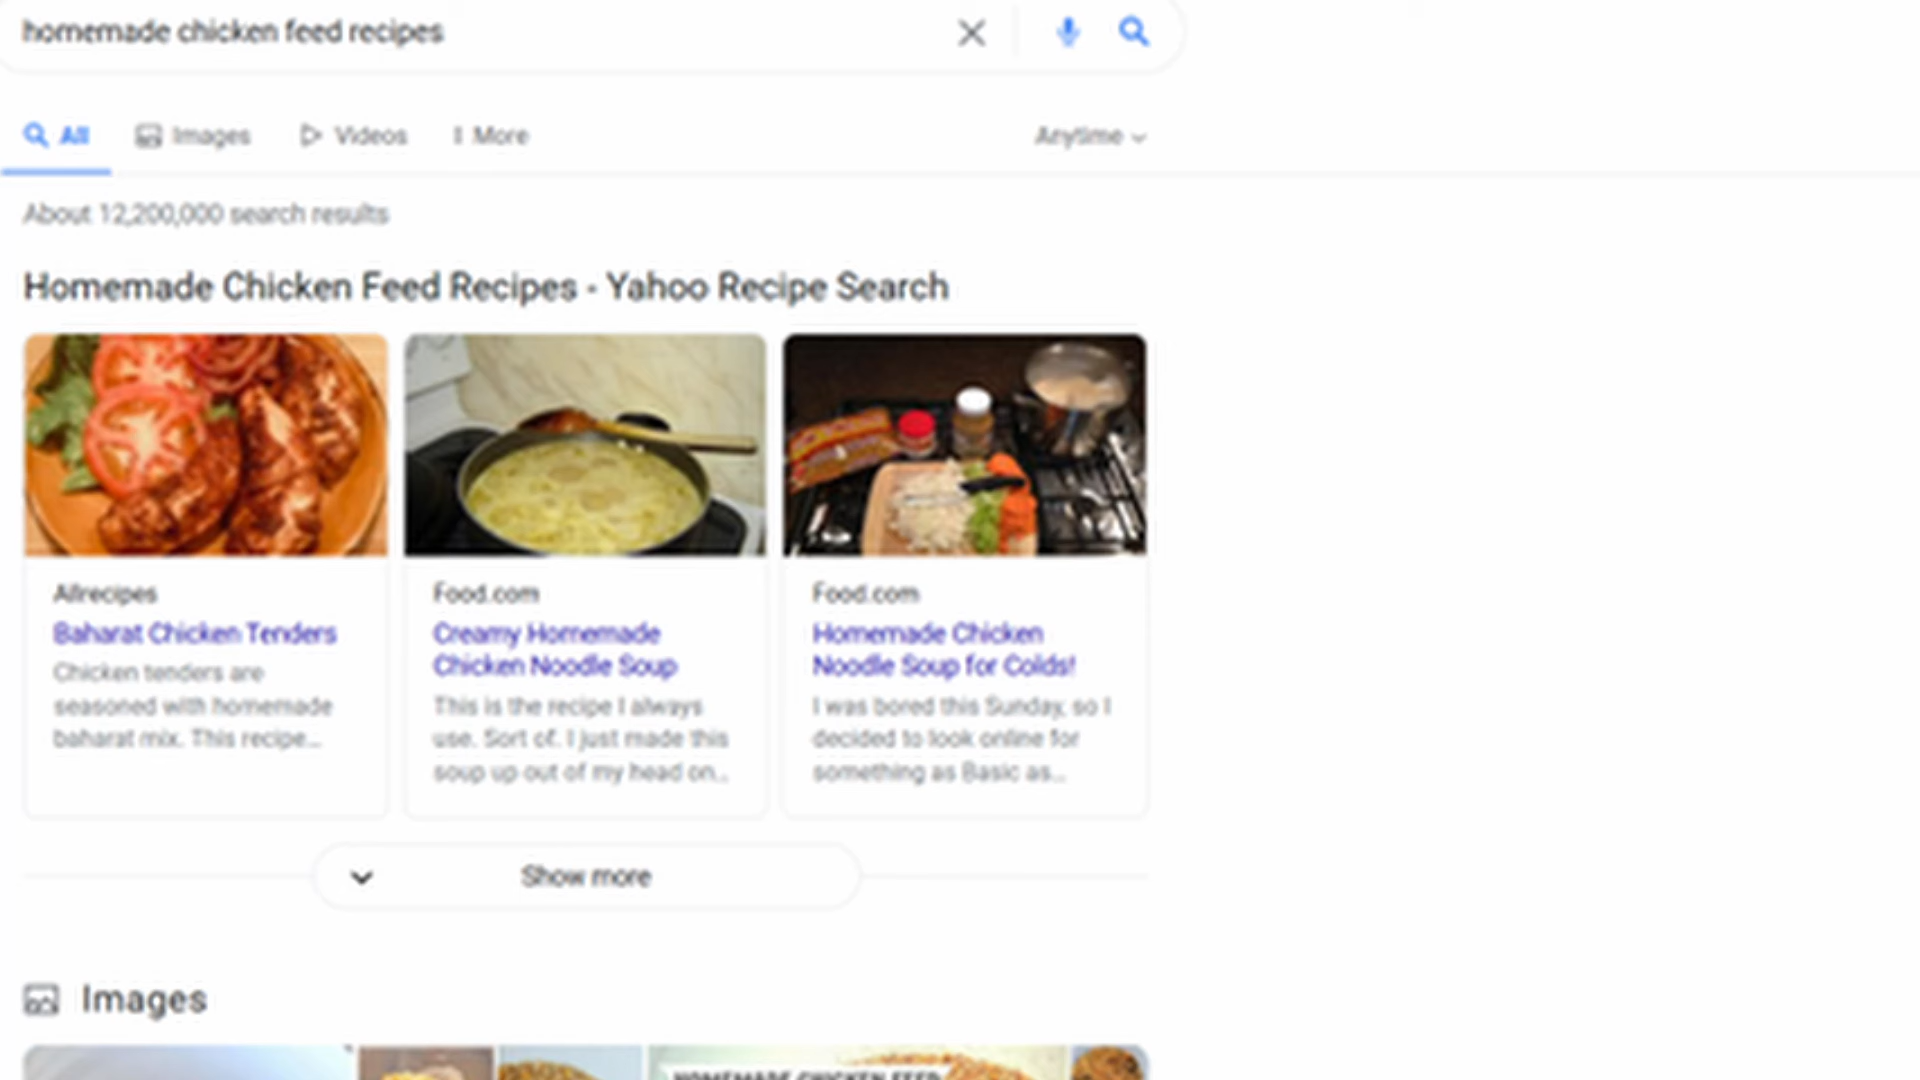 homemade chicken feed recipes
All Images Videos More Anytime
About 12,200,000 search results
Homemade Chicken Feed Recipes - Yahoo Recipe Search
Allrecipes
Baharat Chicken Tenders
Chicken tenders are
seasoned with homemade
baharat mix. This recipe...
Food.com
Creamy Homemade
Chicken Noodle Soup
This is the recipe I always
use. Sort of. I just made this
soup up out of my head on...
Food.com
Homemade Chicken
Noodle Soup for Colds!
I was bored this Sunday, so I
decided to look online for
something as Basic as...
Show more
Images
HOMEMADE CHICKEN FEED